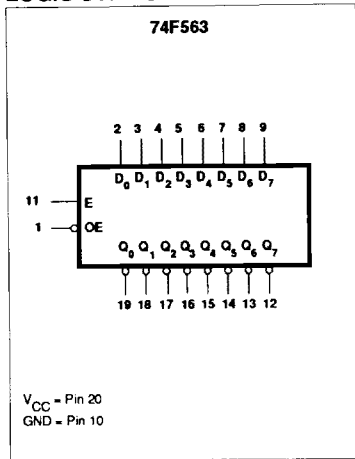 74F563
2 3 4 5 6 7 8 9
D0 D1 D2 D3 D4 D5 D6 D7
11 E
1 OE
Q0 Q1 Q2 Q3 Q4 Q5 Q6 Q7
19 18 17 16 15 14 13 12
VCC = Pin 20
GND = Pin 10